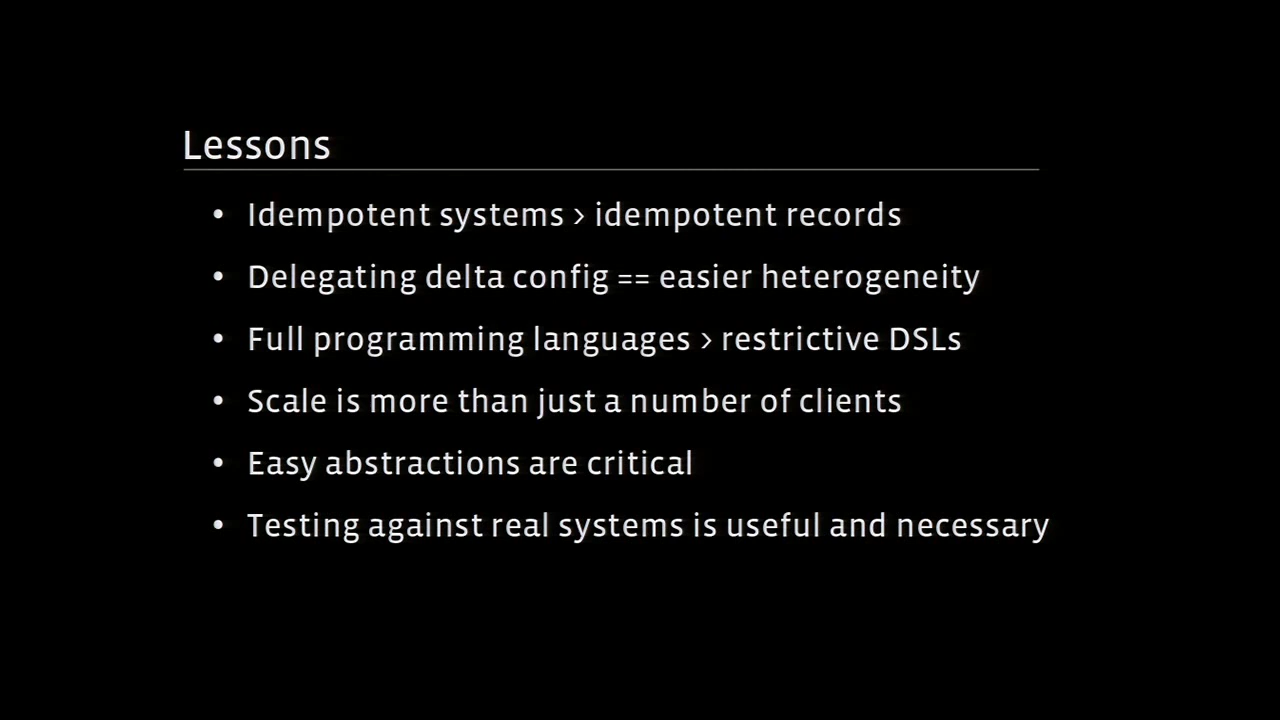 Lessons
• Idempotent systems > idempotent records
• Delegating delta config == easier heterogeneity
• Full programming languages > restrictive DSLs
• Scale is more than just a number of clients
• Easy abstractions are critical
• Testing against real systems is useful and necessary